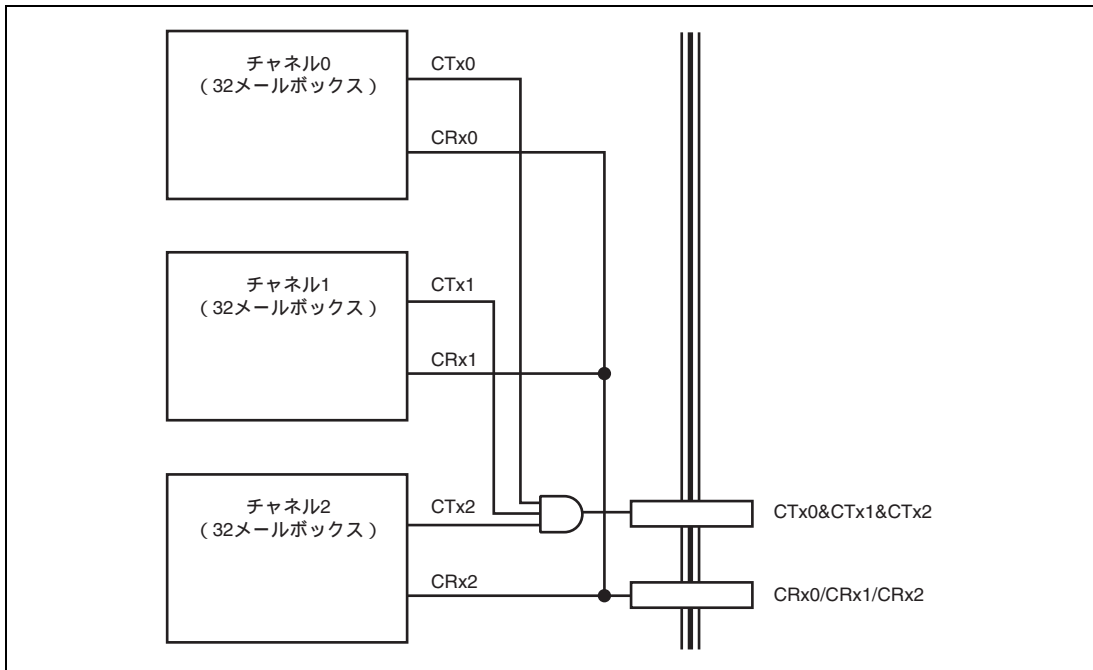 チャネル0
（32メールボックス）
CTx0
CRx0
チャネル1
（32メールボックス）
CTx1
CRx1
チャネル2
（32メールボックス）
CTx2
CRx2
CTx0&CTx1&CTx2
CRx0/CRx1/CRx2